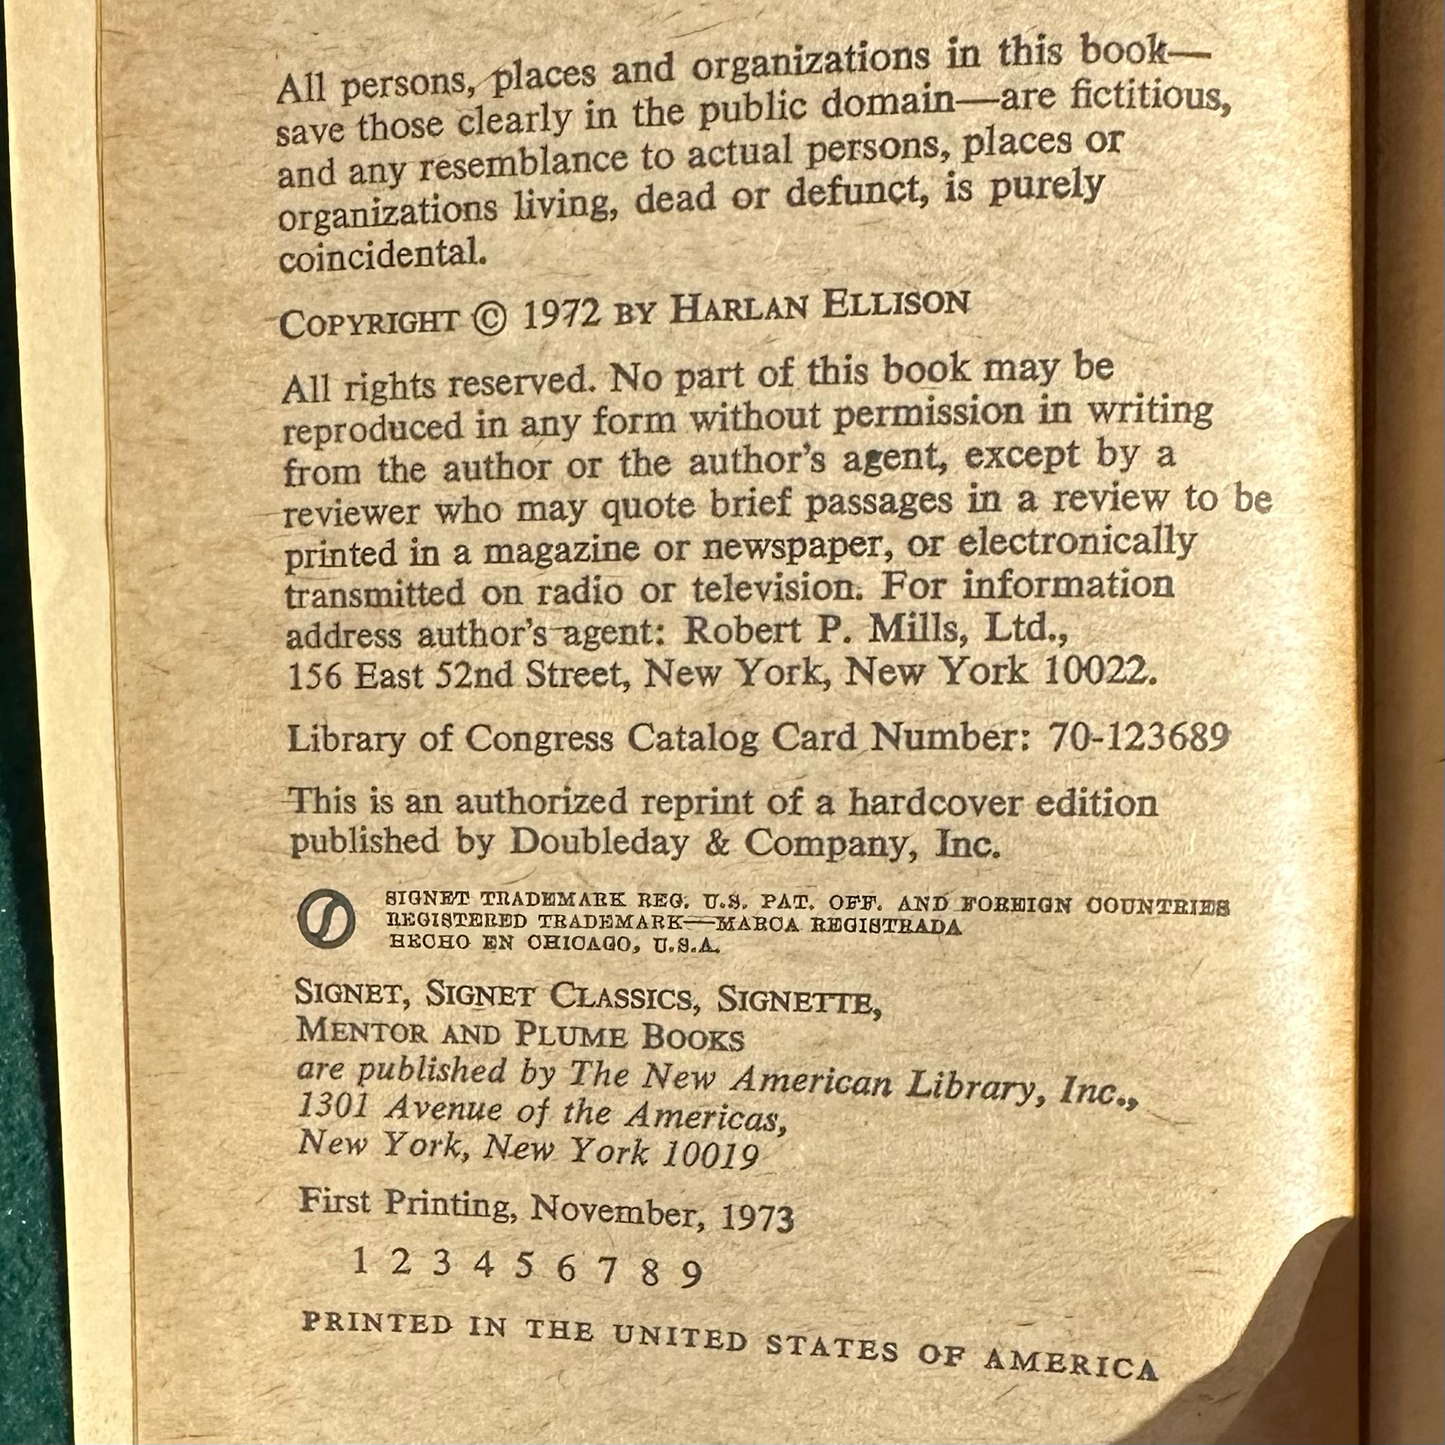 All persons, places and organizations in this book—
save those clearly in the public domain—are fictitious,
and any resemblance to actual persons, places or
organizations living, dead or defunct, is purely
coincidental.
COPYRIGHT © 1972 BY HARLAN ELLISON
All rights reserved. No part of this book may be
reproduced in any form without permission in writing
from the author or the author's agent, except by a
reviewer who may quote brief passages in a review to be
printed in a magazine or newspaper, or electronically
transmitted on radio or television. For information
address author's agent: Robert P. Mills, Ltd.,
156 East 52nd Street, New York, New York 10022.
Library of Congress Catalog Card Number: 70-123689
This is an authorized reprint of a hardcover edition
published by Doubleday & Company, Inc.
SIGNET TRADEMARK REG. U.S. PAT. OFF. AND FOREIGN COUNTRIES
REGISTERED TRADEMARK—MARCA REGISTRADA
HECHO EN CHICAGO, U.S.A.
SIGNET, SIGNET CLASSICS, SIGNETTE,
MENTOR AND PLUME BOOKS
are published by The New American Library, Inc.,
1301 Avenue of the Americas,
New York, New York 10019
First Printing, November, 1973
1 2 3 4 5 6 7 8 9
PRINTED IN THE UNITED STATES OF AMERICA